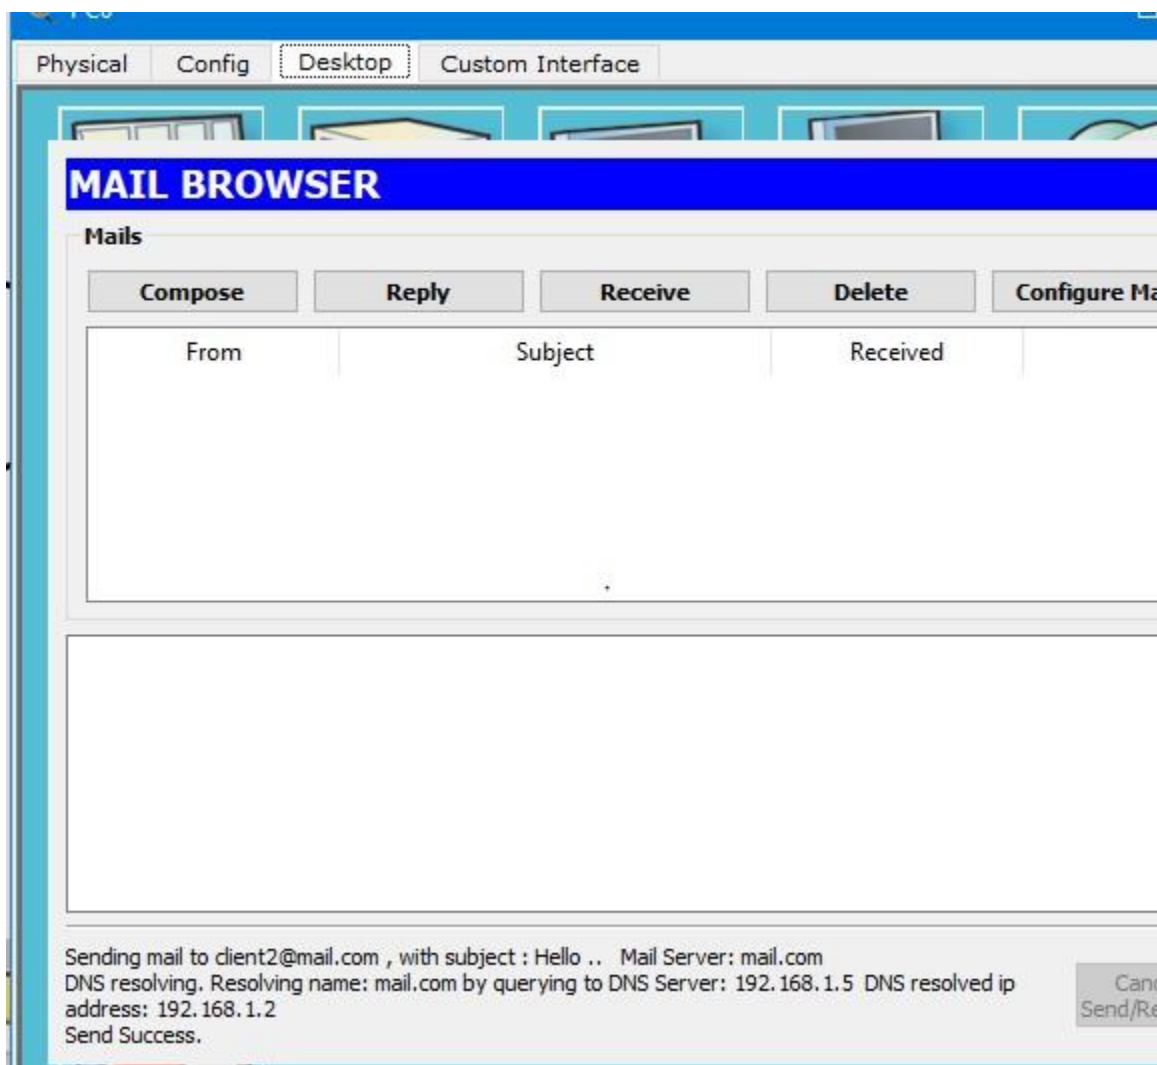 Physical Config Desktop Custom Interface
MAIL BROWSER
Mails
Compose Reply Receive Delete Configure
From Subject Received
Sending mail to client2@mail.com , with subject : Hello .. Mail Server: mail.com
DNS resolving. Resolving name: mail.com by querying to DNS Server: 192.168.1.5 DNS resolved ip
address: 192.168.1.2
Send Success.